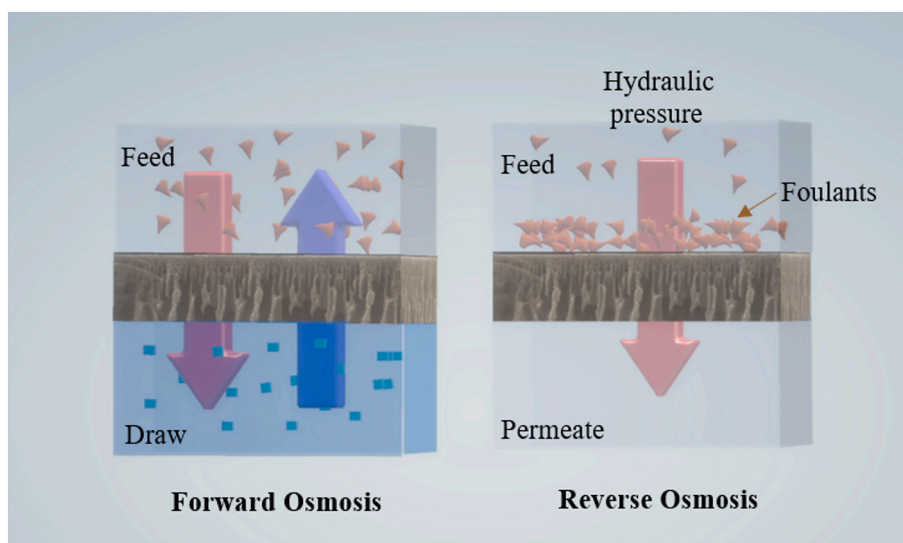 Feed
Draw
Forward Osmosis
Hydraulic
pressure
Feed
Foulants
Permeate
Reverse Osmosis